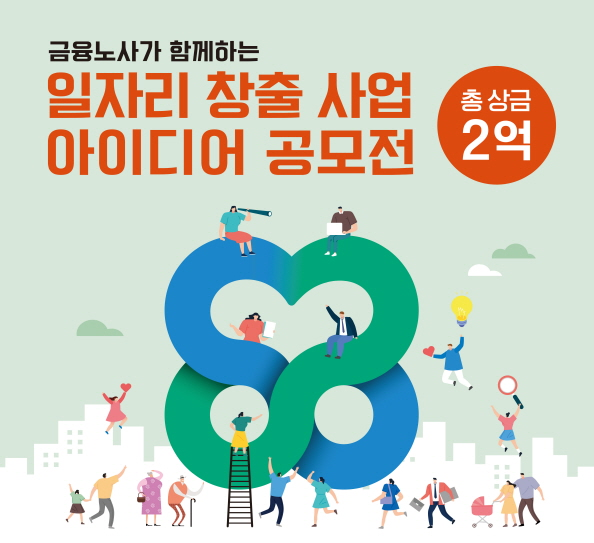 금융노사가 함께하는
일자리 창출 사업
아이디어 공모전
총 상금
2억